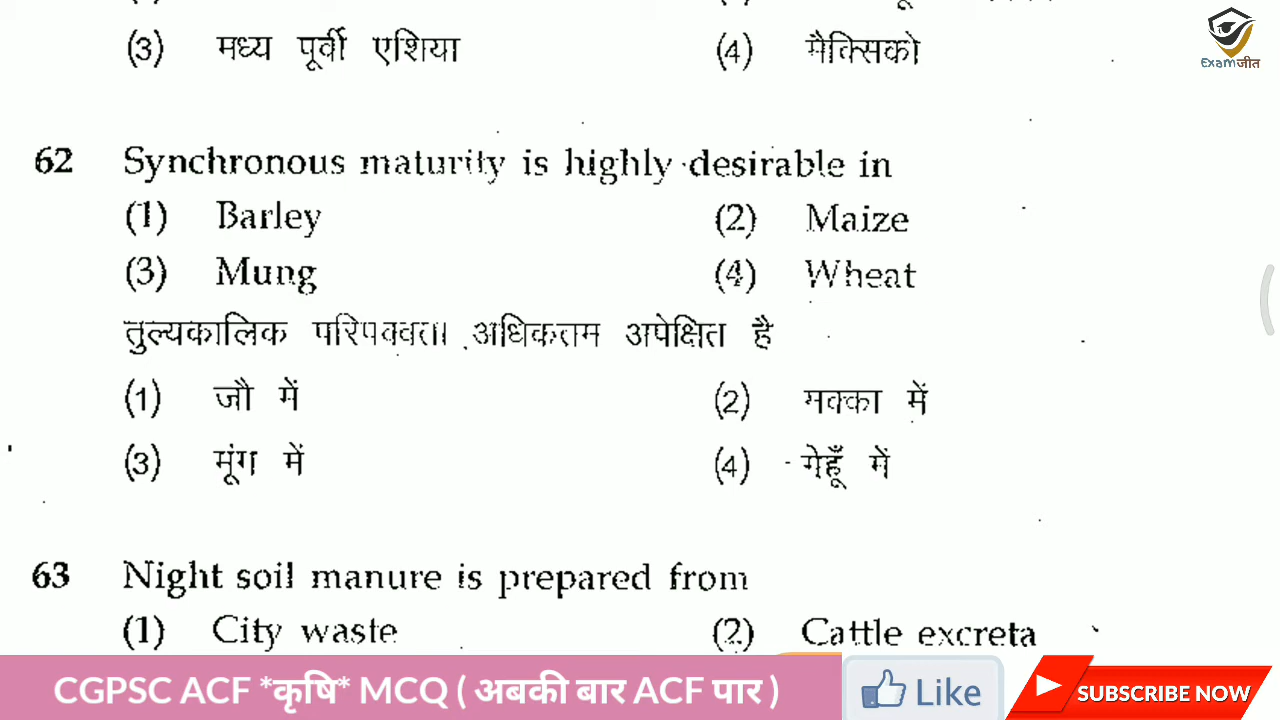 (3) मध्य पूर्वी एशिया (4) मैक्सिको
Examजीत
62 Synchronous maturity is highly desirable in
(1) Barley (2) Maize
(3) Mung (4) Wheat
तुल्यकालिक परिपक्वता अधिकतम अपेक्षित है
(1) जौ में (2) मक्का में
(3) मूंग में (4) गेहूँ में
63 Night soil manure is prepared from
(1) City waste (2) Cattle excreta
CGPSC ACF *कृषि* MCQ ( अबकी बार ACF पार )
Like
SUBSCRIBE NOW